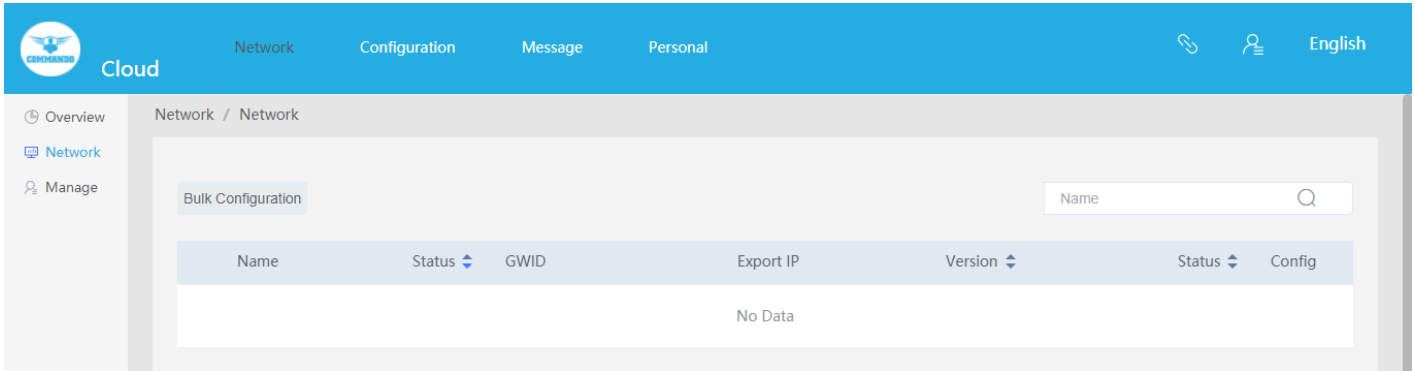 COMMANDO
Cloud
Network Configuration Message Personal English
Overview
Network
Manage
Network / Network
Bulk Configuration Name
Name Status GWID Export IP Version Status Config
No Data